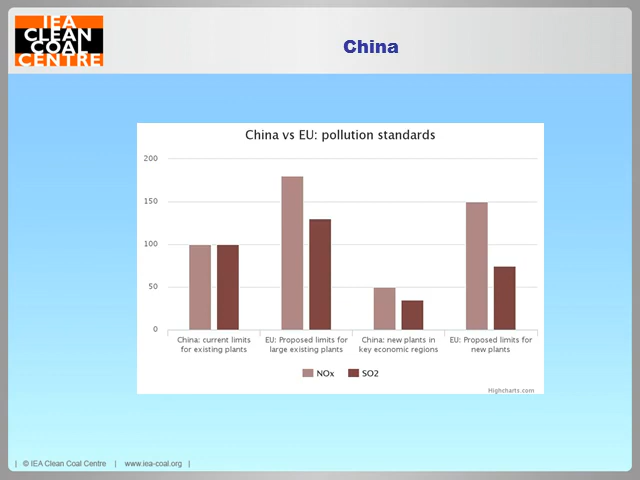 IEA
CLEAN
COAL
CENTRE
China
China vs EU: pollution standards
200
150
100
50
0
China: current limits
for existing plants
EU: Proposed limits for
large existing plants
China: new plants in
key economic regions
EU: Proposed limits for
new plants
NOx SO2
Highcharts.com
| © IEA Clean Coal Centre | www.iea-coal.org |